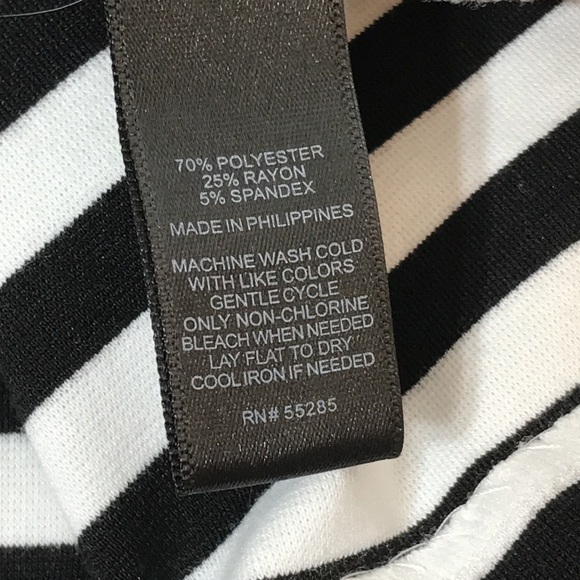 70% POLYESTER
25% RAYON
5% SPANDEX
MADE IN PHILIPPINES
MACHINE WASH COLD
WITH LIKE COLORS
GENTLE CYCLE
ONLY NON-CHLORINE
BLEACH WHEN NEEDED
LAY FLAT TO DRY
COOL IRON IF NEEDED
RN# 55285